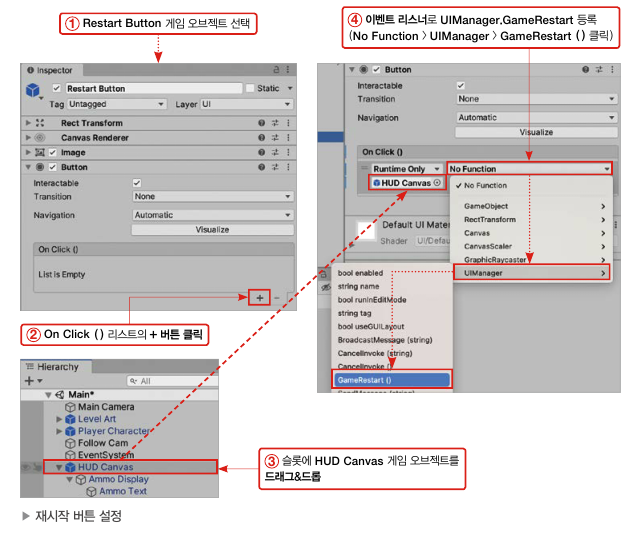 ① Restart Button 게임 오브젝트 선택
Inspector
Restart Button
Static
Tag Untagged
Layer UI
Rect Transform
Canvas Renderer
Image
Button
Interactable
Transition
None
Navigation
Automatic
Visualize
On Click ()
List is Empty
+ −
② On Click ( ) 리스트의 + 버튼 클릭
Hierarchy
+
All
Main*
Main Camera
Level Art
Player Character
Follow Cam
EventSystem
HUD Canvas
Ammo Display
Ammo Text
③ 슬롯에 HUD Canvas 게임 오브젝트를
드래그&드롭
④ 이벤트 리스너로 UIManager.GameRestart 등록
(No Function > UIManager > GameRestart ( ) 클릭)
Button
Interactable
Transition
None
Navigation
Automatic
Visualize
On Click ()
Runtime Only
No Function
HUD Canvas
✓ No Function
GameObject
RectTransform
Canvas
CanvasScaler
GraphicRaycaster
UIManager
Default UI Mater
Shader
UI/Defau
bool enabled
string name
bool runInEditMode
string tag
bool useGUILayout
BroadcastMessage (string)
CancelInvoke (string)
CancelInvoke ()
GameRestart ()
SendMessage (string)
▶ 재시작 버튼 설정